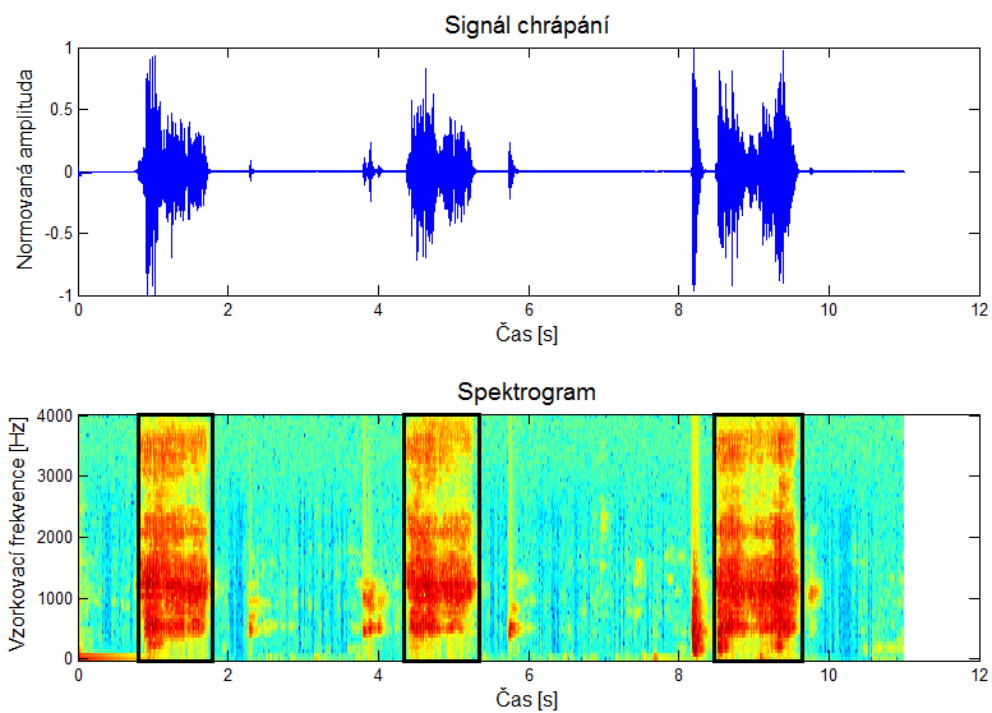 Signál chrápání
1
0.5
0
-0.5
-1
Normovaná amplituda
0 2 4 6 8 10 12
Čas [s]
Spektrogram
4000
3000
2000
1000
0
Vzorkovací frekvence [Hz]
0 2 4 6 8 10 12
Čas [s]